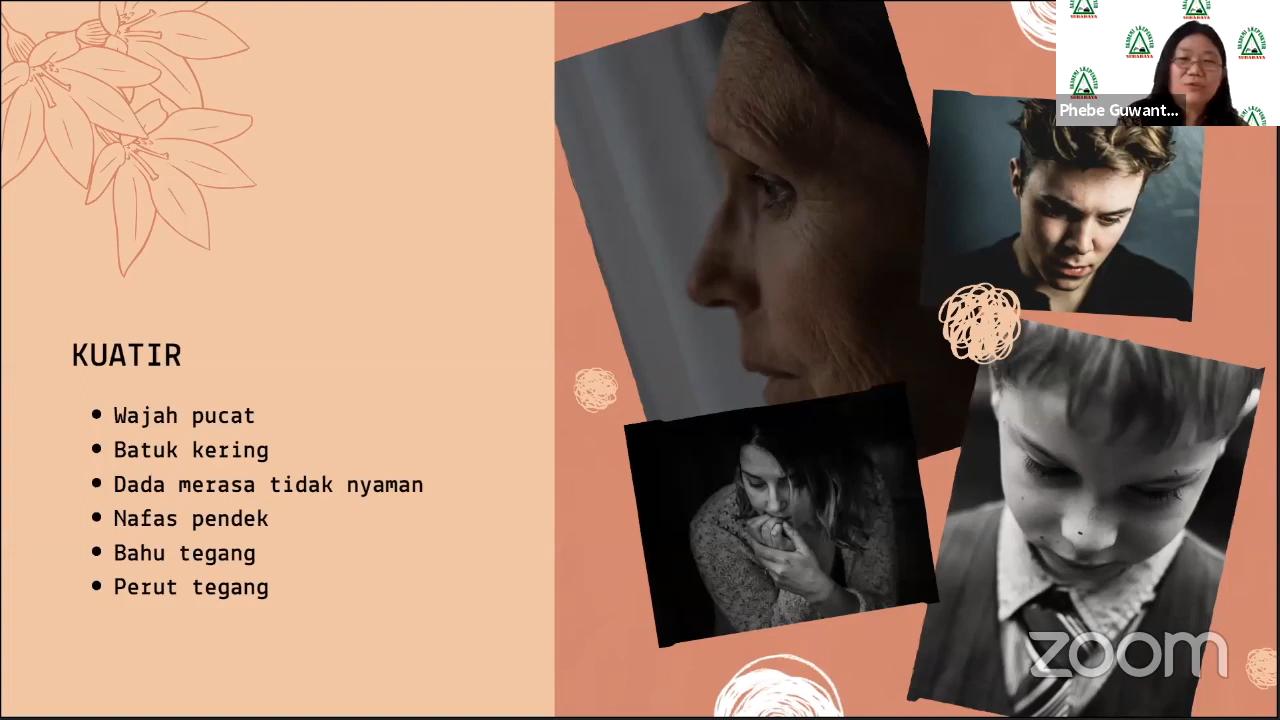 Phebe Guwant...
KUATIR
Wajah pucat
Batuk kering
Dada merasa tidak nyaman
Nafas pendek
Bahu tegang
Perut tegang
zoom